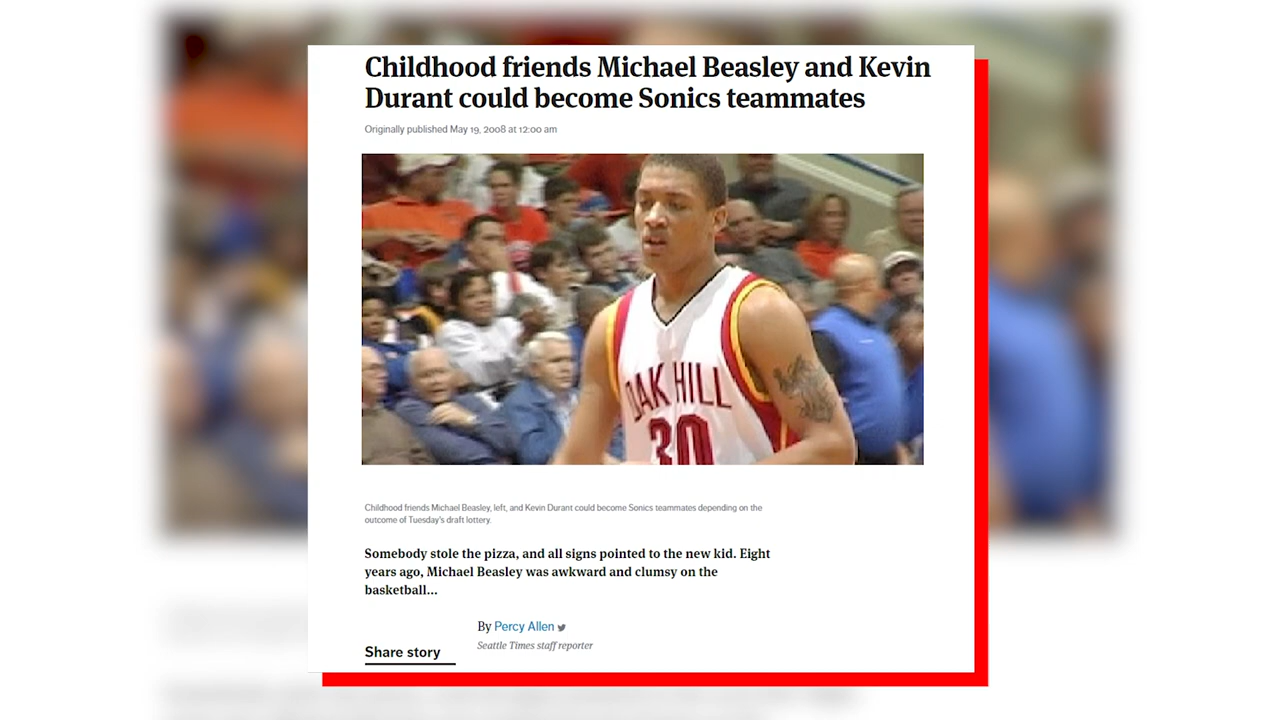 Childhood friends Michael Beasley and Kevin
Durant could become Sonics teammates
Originally published May 19, 2008 at 12:00 am
OAK HILL
30
Childhood friends Michael Beasley, left, and Kevin Durant could become Sonics teammates depending on the
outcome of Tuesday's draft lottery.
Somebody stole the pizza, and all signs pointed to the new kid. Eight
years ago, Michael Beasley was awkward and clumsy on the
basketball...
By Percy Allen
Seattle Times staff reporter
Share story